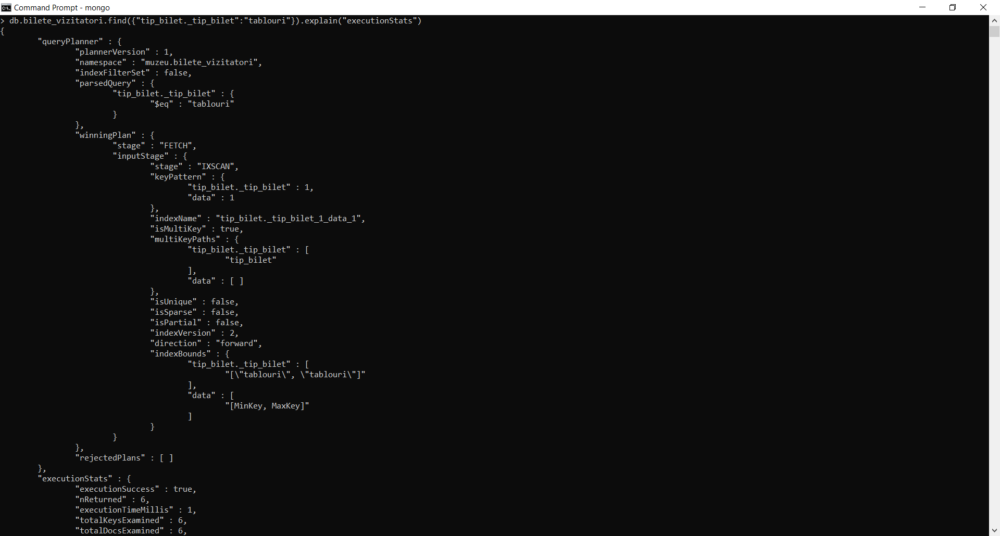 Command Prompt - mongo
> db.bilete_vizitatori.find({"tip_bilet._tip_bilet":"tablouri"}).explain("executionStats")
{
        "queryPlanner" : {
                "plannerVersion" : 1,
                "namespace" : "muzeu.bilete_vizitatori",
                "indexFilterSet" : false,
                "parsedQuery" : {
                        "tip_bilet._tip_bilet" : {
                                "$eq" : "tablouri"
                        }
                },
                "winningPlan" : {
                        "stage" : "FETCH",
                        "inputStage" : {
                                "stage" : "IXSCAN",
                                "keyPattern" : {
                                        "tip_bilet._tip_bilet" : 1,
                                        "data" : 1
                                },
                                "indexName" : "tip_bilet._tip_bilet_1_data_1",
                                "isMultiKey" : true,
                                "multiKeyPaths" : {
                                        "tip_bilet._tip_bilet" : [
                                                "tip_bilet"
                                        ],
                                        "data" : [ ]
                                },
                                "isUnique" : false,
                                "isSparse" : false,
                                "isPartial" : false,
                                "indexVersion" : 2,
                                "direction" : "forward",
                                "indexBounds" : {
                                        "tip_bilet._tip_bilet" : [
                                                "[\"tablouri\", \"tablouri\"]"
                                        ],
                                        "data" : [
                                                "[MinKey, MaxKey]"
                                        ]
                                }
                        }
                },
                "rejectedPlans" : [ ]
        },
        "executionStats" : {
                "executionSuccess" : true,
                "nReturned" : 6,
                "executionTimeMillis" : 1,
                "totalKeysExamined" : 6,
                "totalDocsExamined" : 6,